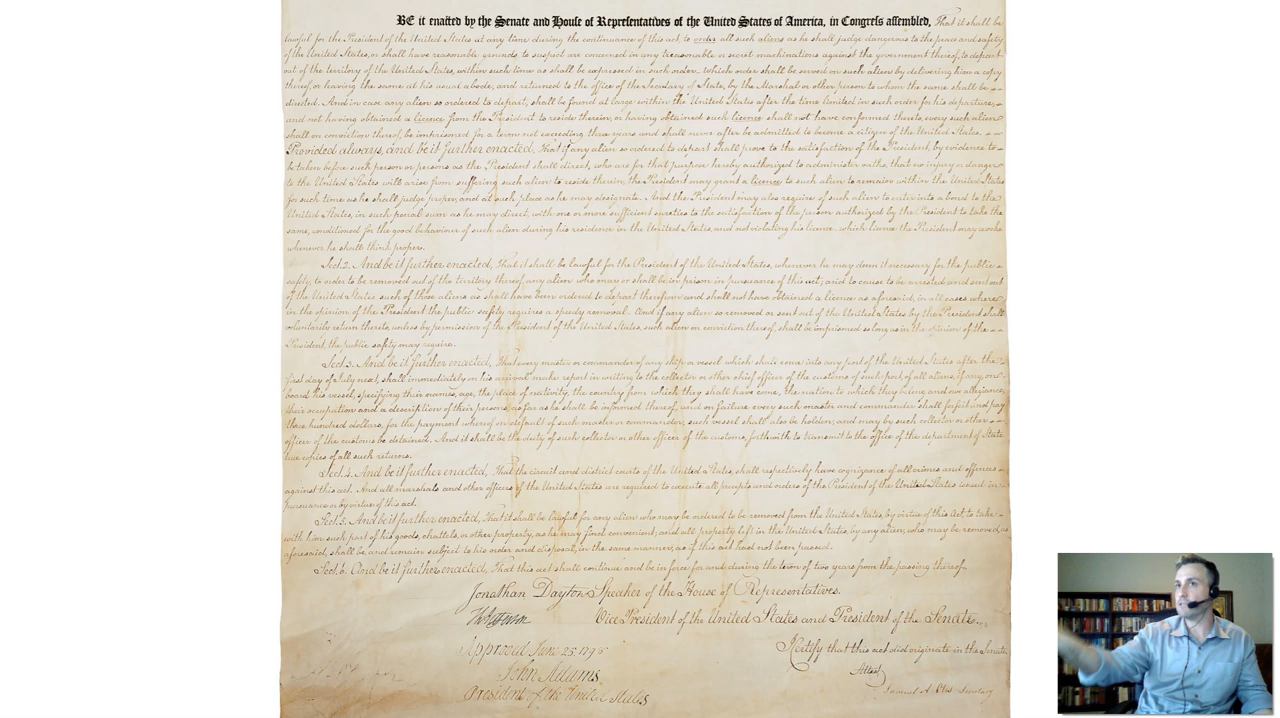 BE it enacted by the Senate and House of Representatives of the United States of America, in Congress assembled, That it shall be
lawful for the President of the United States at any time during the continuance of this act, to order all such aliens as he shall judge dangerous to the peace and safety
of the United States, or shall have reasonable grounds to suspect are concerned in any treasonable or secret machinations against the government thereof, to depart
out of the territory of the United States, within such time as shall be expressed in such order, which order shall be served on such alien by delivering him a copy
thereof, or leaving the same at his usual abode, and returned to the office of the Secretary of State, by the Marshal or other person to whom the same shall be
directed. And in case any alien so ordered to depart, shall be found at large within the United States after the time limited in such order for his departure,
and not having obtained a licence from the President to reside therein, or having obtained such licence shall not have conformed thereto, every such alien
shall on conviction thereof, be imprisoned for a term not exceeding three years and shall never after be admitted to become a citizen of the United States.
Provided always, and be it further enacted, That if any alien so ordered to depart shall prove to the satisfaction of the President, by evidence to
be taken before such person or persons as the President shall direct, who are for that purpose hereby authorized to administer oaths, that no injury or danger
to the United States will arise from suffering such alien to reside therein, the President may grant a licence to such alien to remain within the United States
for such time as he shall judge proper, and at such place as he may designate. And the President may also require of such alien to enter into a bond to the
United States, in such penal sum as he may direct, with one or more sufficient sureties to the satisfaction of the person authorized by the President to take the
same, conditioned for the good behaviour of such alien during his residence in the United States, and not violating his licence, which licence the President may revoke
whenever he shall think proper.
Sect. 2. And be it further enacted, That it shall be lawful for the President of the United States, whenever he may deem it necessary for the public
safety, to order to be removed out of the territory thereof any alien who may or shall be in prison in pursuance of this act; and to cause to be arrested and sent out
of the United States such of those aliens as shall have been ordered to depart therefrom and shall not have obtained a licence as aforesaid, in all cases where
in the opinion of the President the public safety requires a speedy removal. And if any alien so removed or sent out of the United States by the President shall
voluntarily return thereto, unless by permission of the President of the United States, such alien on conviction thereof, shall be imprisoned so long as in the opinion of the
President, the public safety may require.
Sect. 3. And be it further enacted, That every master or commander of any ship or vessel which shall come into any port of the United States after the
first day of July next, shall immediately on his arrival make report in writing to the collector or other chief officer of the customs of such port, of all aliens, if any, on
board his vessel, specifying their names, age, the place of nativity, the country from which they shall have come, the nation to which they belong and owe allegiance,
their occupation and a description of their persons, as far as he shall be informed thereof, and on failure every such master and commander shall forfeit and pay
three hundred dollars, for the payment whereof on default of such master or commander, such vessel shall also be holden, and may by such collector or other
officer of the customs be detained. And it shall be the duty of such collector or other officer of the customs, forthwith to transmit to the office of the department of State
true copies of all such returns.
Sect. 4. And be it further enacted, That the circuit and district courts of the United States, shall respectively have cognizance of all crimes and offences
against this act. And all marshals and other officers of the United States are required to execute all precepts and orders of the President of the United States issued in
pursuance or by virtue of this act.
Sect. 5. And be it further enacted, That it shall be lawful for any alien who may be ordered to be removed from the United States, by virtue of this Act, to take
with him such part of his goods, chattels, or other property, as he may find convenient; and all property left in the United States, by any alien, who may be removed, as
aforesaid, shall be, and remain subject to his order and disposal, in the same manner, as if this act had not been passed.
Sect. 6. And be it further enacted, That this act shall continue and be in force for and during the term of two years from the passing thereof.
Jonathan Dayton Speaker of the House of Representatives.
Th Jefferson Vice President of the United States and President of the Senate.
Approved June 25. 1798
I Certify that this act did originate in the Senate.
John Adams
Attest,
President of the United States
Samuel A. Otis Secretary